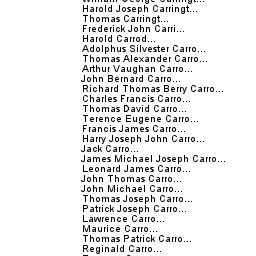 Harold Joseph Carringt...
Thomas Carringt...
Frederick John Carri...
Harold Carrod...
Adolphus Silvester Carro...
Thomas Alexander Carro...
Arthur Vaughan Carro...
John Bernard Carro...
Richard Thomas Berry Carro...
Charles Francis Carro...
Thomas David Carro...
Terence Eugene Carro...
Francis James Carro...
Harry Joseph John Carro...
Jack Carro...
James Michael Joseph Carro...
Leonard James Carro...
John Thomas Carro...
John Michael Carro...
Thomas Joseph Carro...
Patrick Joseph Carro...
Lawrence Carro...
Maurice Carro...
Thomas Patrick Carro...
Reginald Carro...